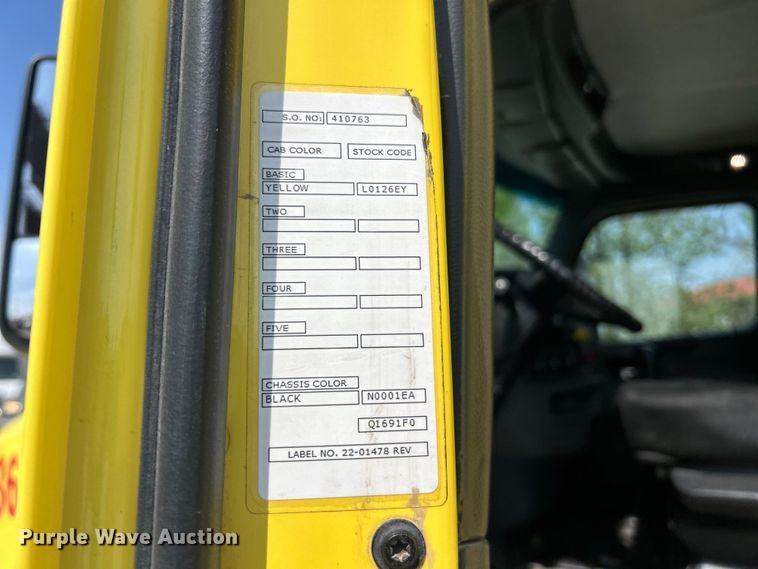 S.O. NO: 410763
CAB COLOR STOCK CODE
BASIC
YELLOW L0126EY
TWO
THREE
FOUR
FIVE
CHASSIS COLOR
BLACK N0001EA
Q1691F0
LABEL NO. 22-01478 REV
6
Purple Wave Auction